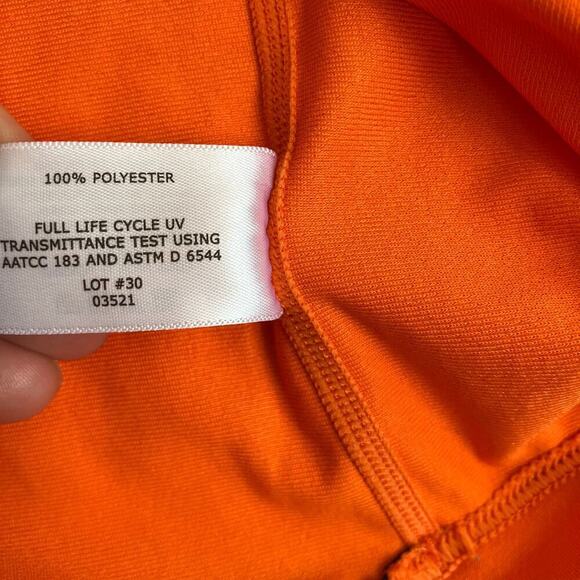 100% POLYESTER
FULL LIFE CYCLE UV
TRANSMITTANCE TEST USING
AATCC 183 AND ASTM D 6544
LOT #30
03521